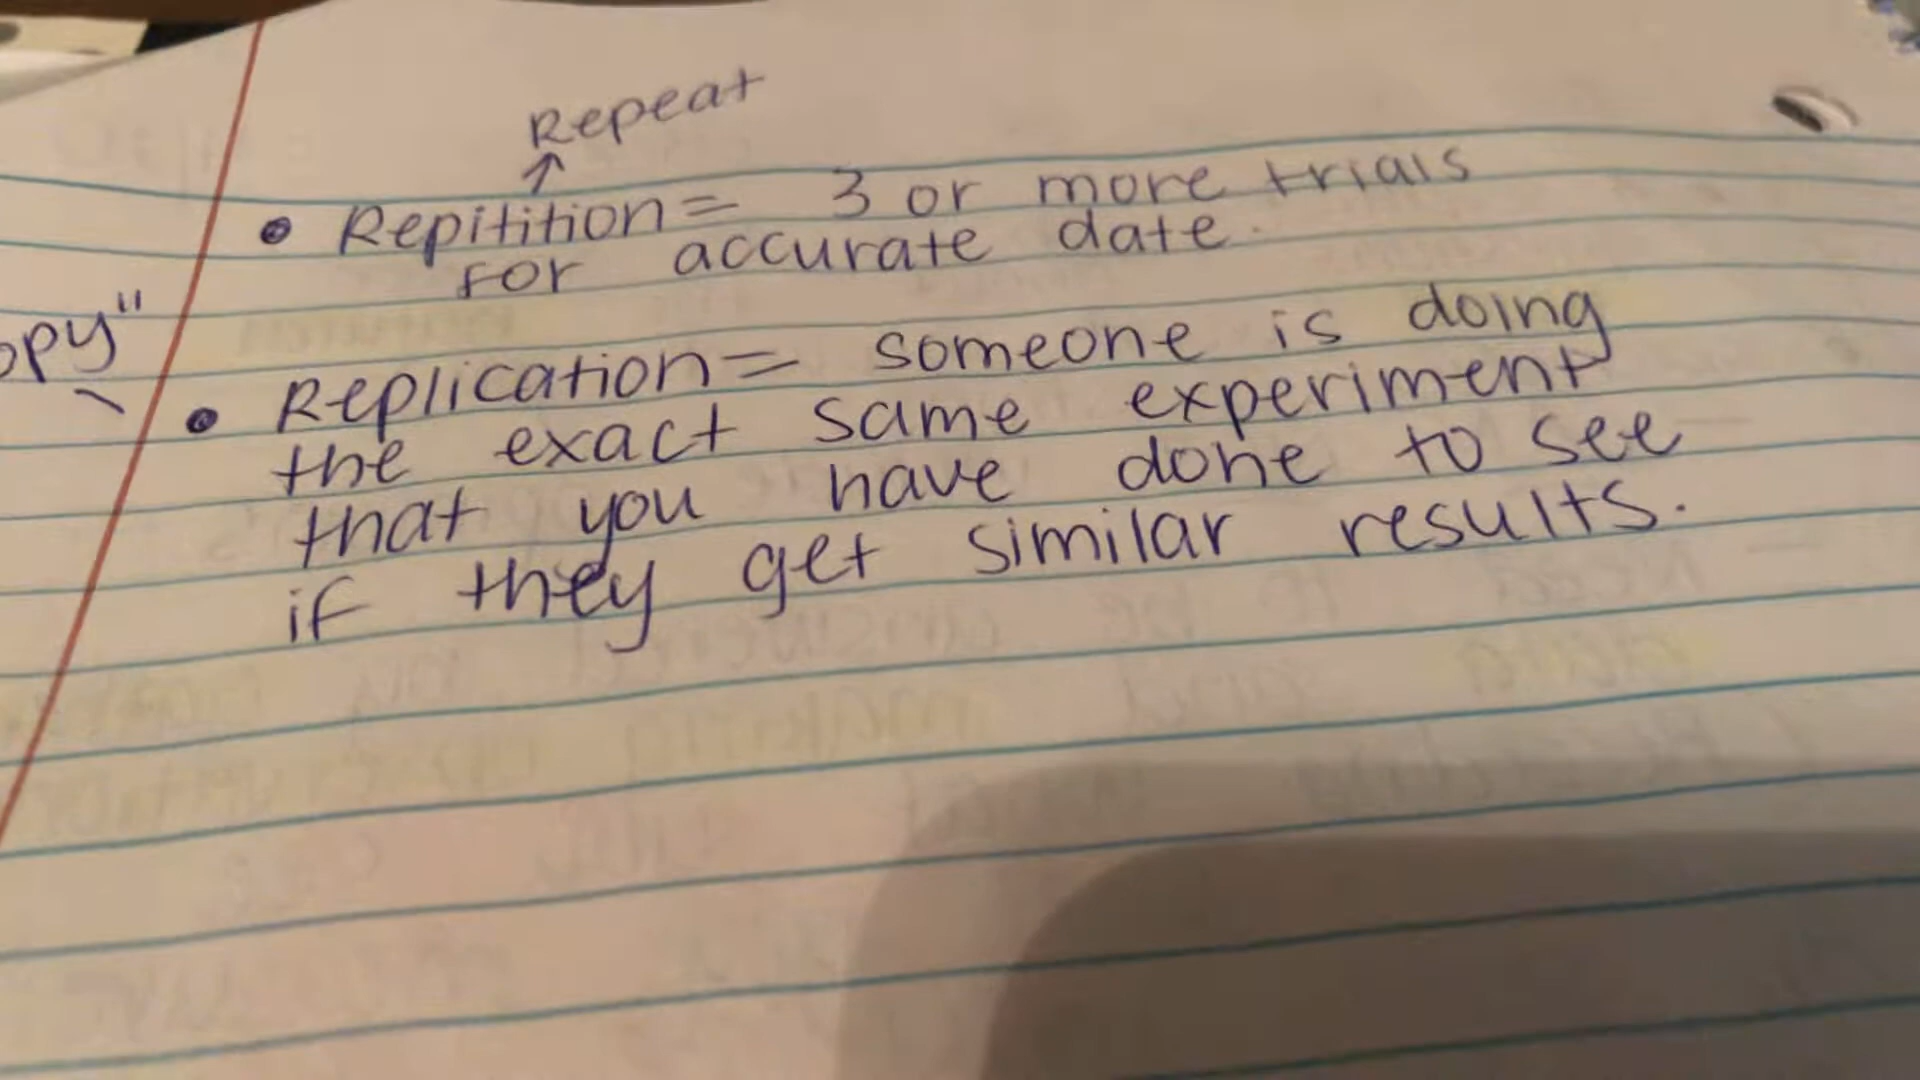 Repeat
• Repitition = 3 or more trials
for accurate date.
opy"
• Replication = someone is doing
the exact same experiment
that you have done to see
if they get similar results.